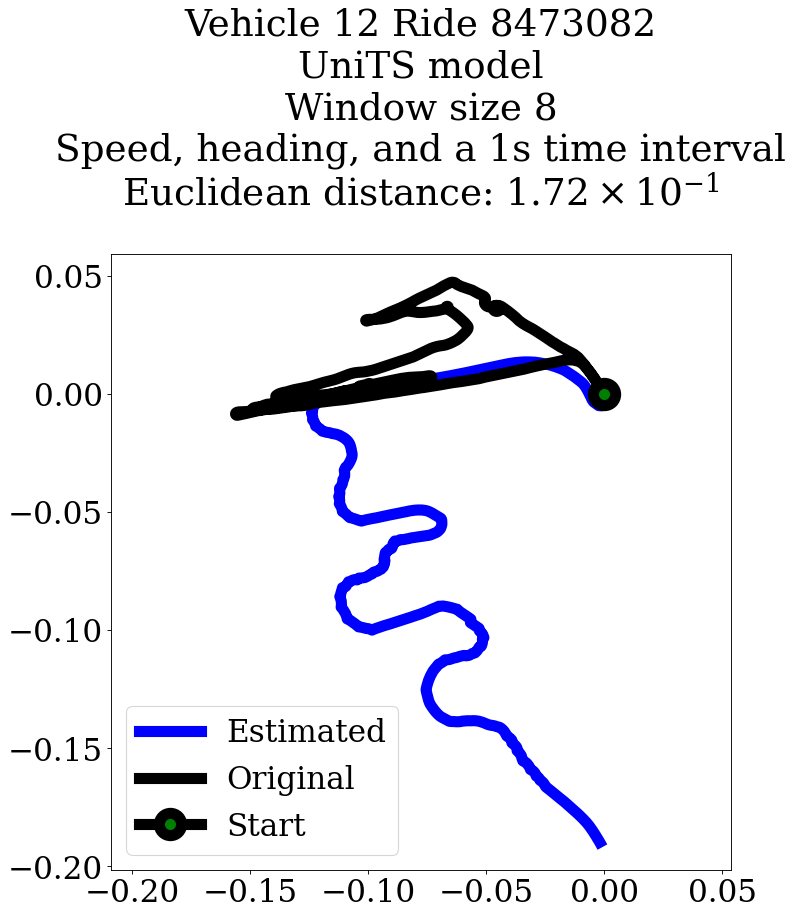 Vehicle 12 Ride 8473082
UniTS model
Window size 8
Speed, heading, and a 1s time interval
Euclidean distance: 1.72 × 10⁻¹
0.05
0.00
−0.05
−0.10
−0.15
−0.20
Estimated
Original
Start
−0.20 −0.15 −0.10 −0.05 0.00 0.05